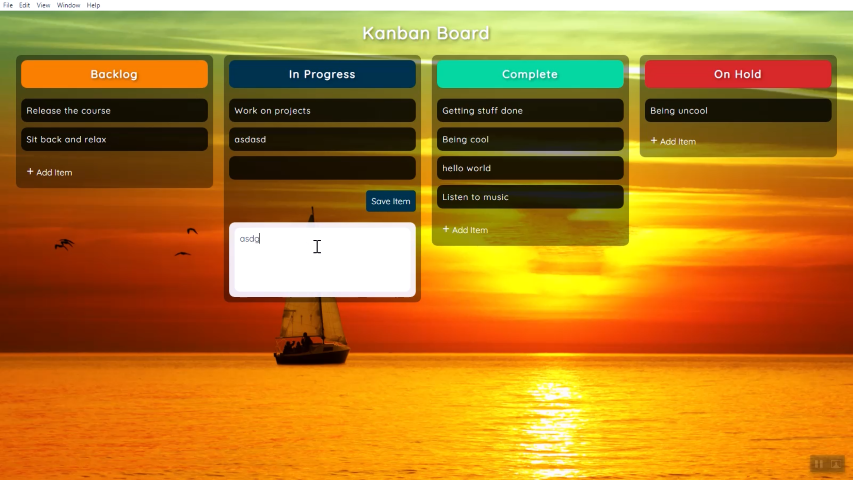 File Edit View Window Help
Kanban Board
Backlog
Release the course
Sit back and relax
+ Add Item
In Progress
Work on projects
asdasd
Save Item
asdg
Complete
Getting stuff done
Being cool
hello world
Listen to music
+ Add Item
On Hold
Being uncool
+ Add Item